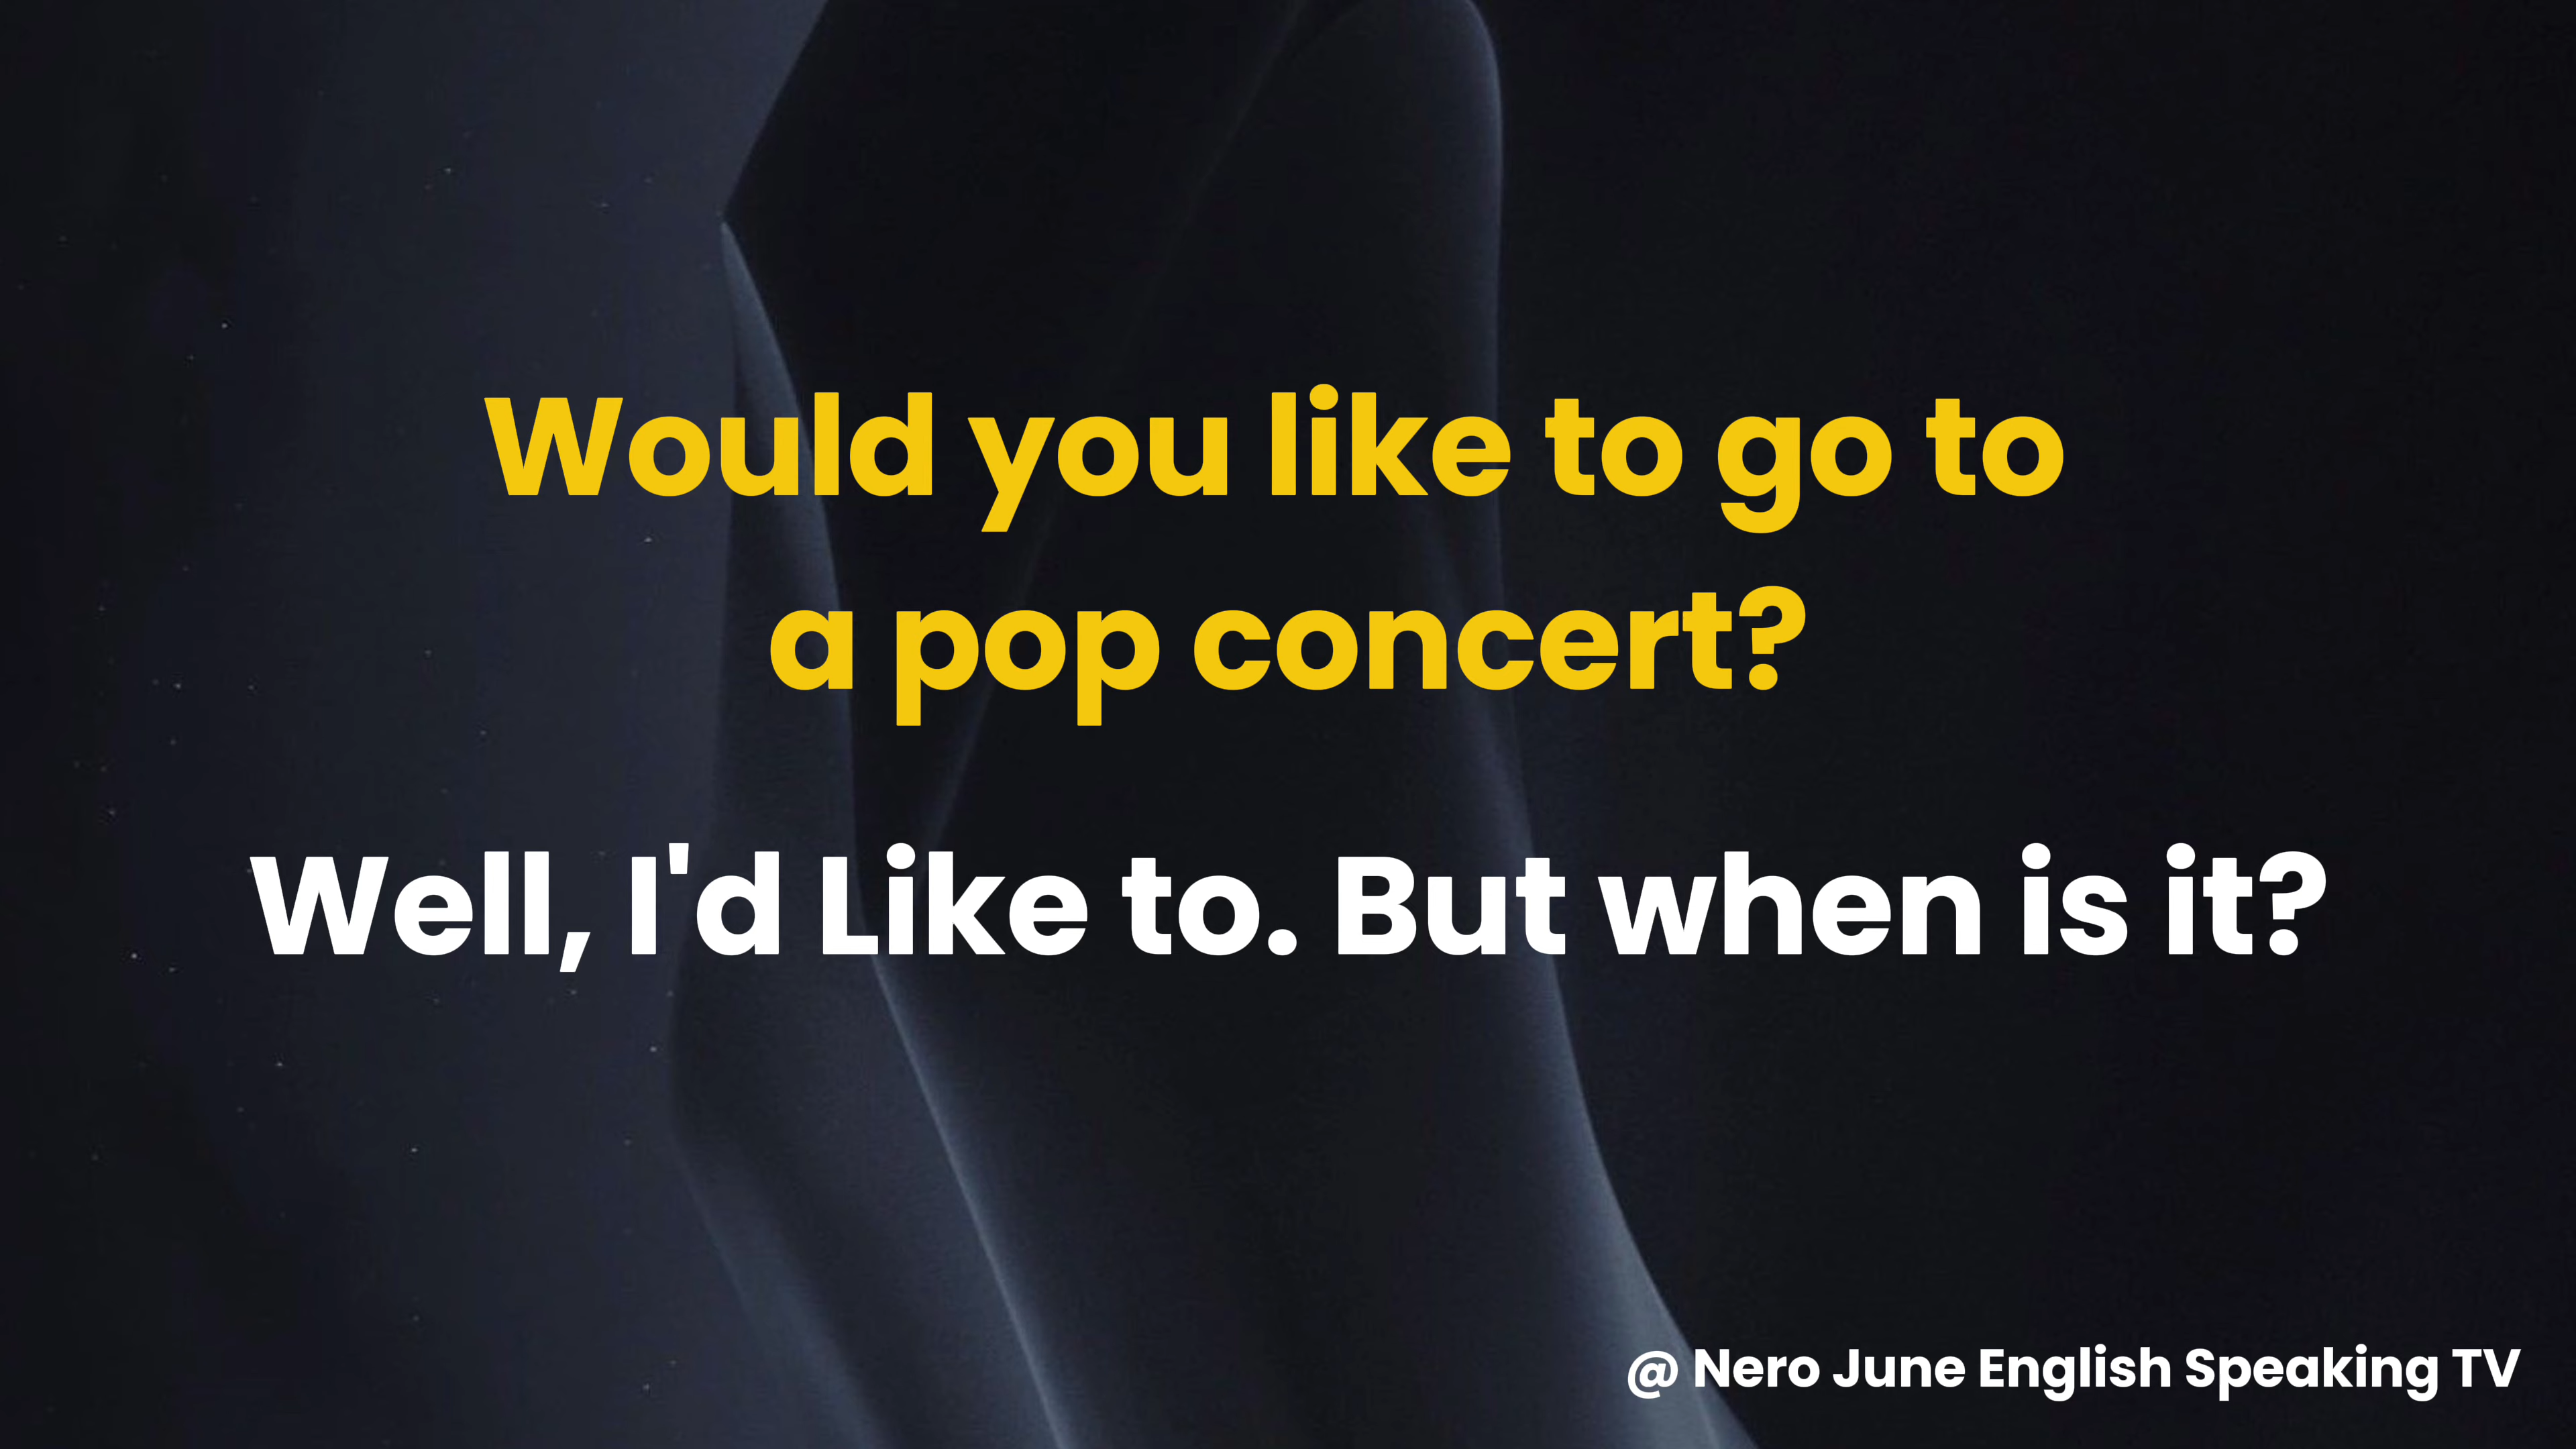 Would you like to go to
a pop concert?
Well, I'd Like to. But when is it?
@ Nero June English Speaking TV